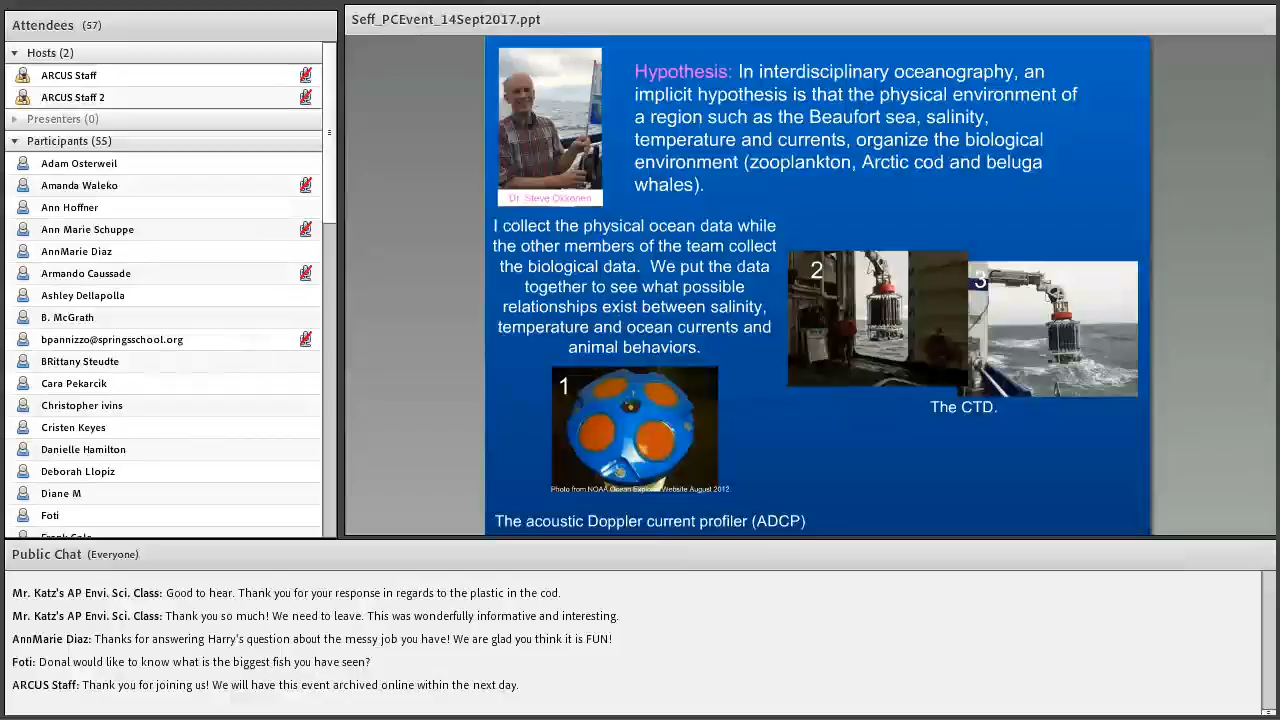 Attendees (57)
Hosts (2)
ARCUS Staff
ARCUS Staff 2
Presenters (0)
Participants (55)
Adam Osterweil
Amanda Waleko
Ann Hoffner
Ann Marie Schuppe
AnnMarie Diaz
Armando Caussade
Ashley Dellapolla
B. McGrath
bpannizzo@springsschool.org
BRittany Steudte
Cara Pekarcik
Christopher ivins
Cristen Keyes
Danielle Hamilton
Deborah Llopiz
Diane M
Foti
Seff_PCEvent_14Sept2017.ppt
Dr. Steve Okkonen
Hypothesis: In interdisciplinary oceanography, an
implicit hypothesis is that the physical environment of
a region such as the Beaufort sea, salinity,
temperature and currents, organize the biological
environment (zooplankton, Arctic cod and beluga
whales).
I collect the physical ocean data while
the other members of the team collect
the biological data. We put the data
together to see what possible
relationships exist between salinity,
temperature and ocean currents and
animal behaviors.
1
Photo from NOAA Ocean Explorer Website August 2012.
The acoustic Doppler current profiler (ADCP)
2
3
The CTD.
Public Chat (Everyone)
Mr. Katz's AP Envi. Sci. Class: Good to hear. Thank you for your response in regards to the plastic in the cod.
Mr. Katz's AP Envi. Sci. Class: Thank you so much! We need to leave. This was wonderfully informative and interesting.
AnnMarie Diaz: Thanks for answering Harry's question about the messy job you have! We are glad you think it is FUN!
Foti: Donal would like to know what is the biggest fish you have seen?
ARCUS Staff: Thank you for joining us! We will have this event archived online within the next day.